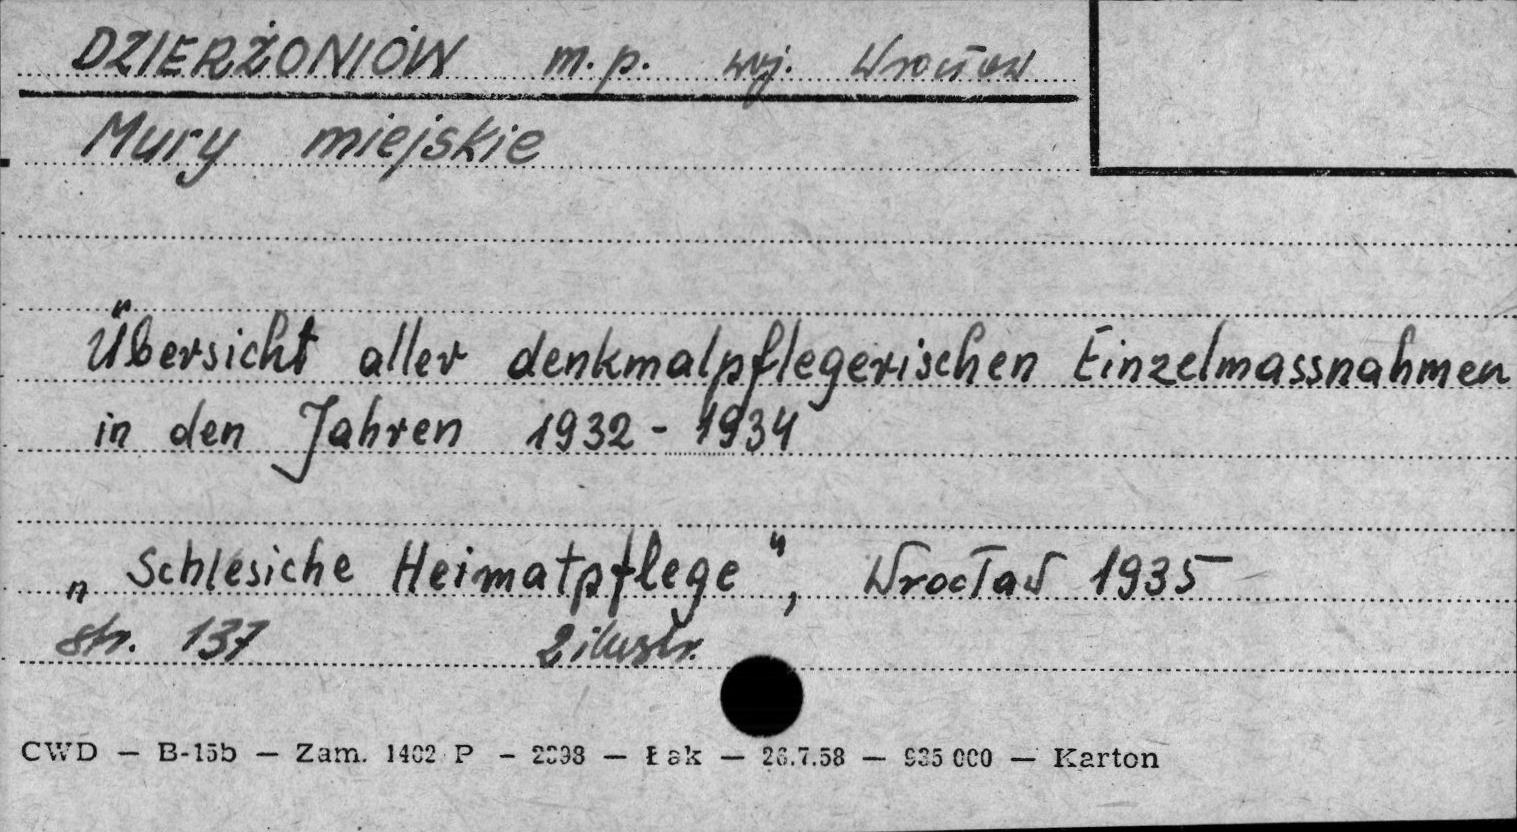 DZIERŻONIÓW m.p. woj. Wrocław
Mury miejskie
Übersicht aller denkmalpflegerischen Einzelmassnahmen
in den Jahren 1932 - 1934
„Schlesiche Heimatpflege", Wrocław 1935
str. 137 2 ilustr.
CWD — B-15b — Zam. 1402 P — 2398 — Łak — 26.7.58 — 935 000 — Karton